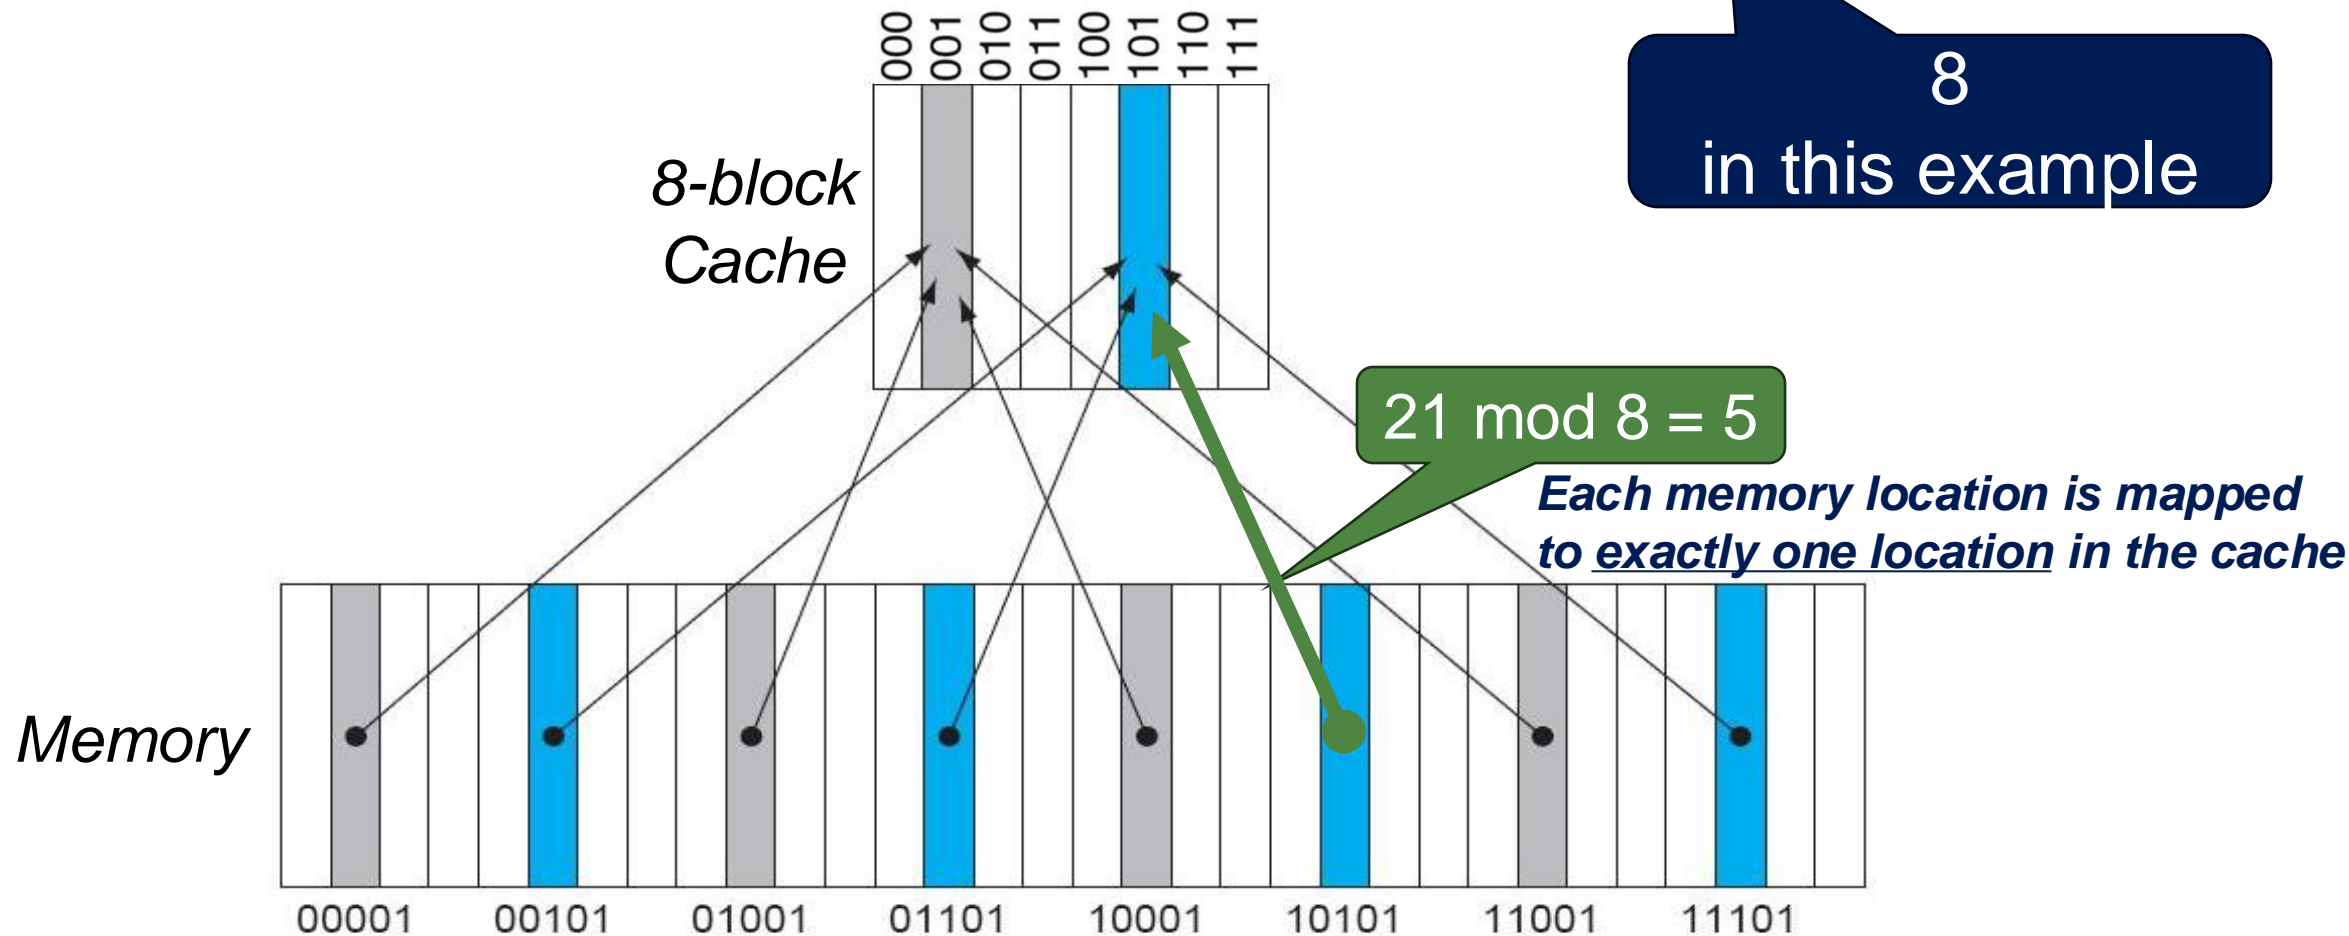 000 001 010 011 100 101 110 111
8
in this example
8-block
Cache
21 mod 8 = 5
Each memory location is mapped
to exactly one location in the cache
Memory
00001 00101 01001 01101 10001 10101 11001 11101